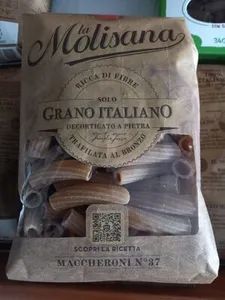 la
Molisana
RICCA DI FIBRE
SOLO
GRANO ITALIANO
DECORTICATO A PIETRA
TRAFILATA AL BRONZO
SCOPRI LA RICETTA
MACCHERONI N°37